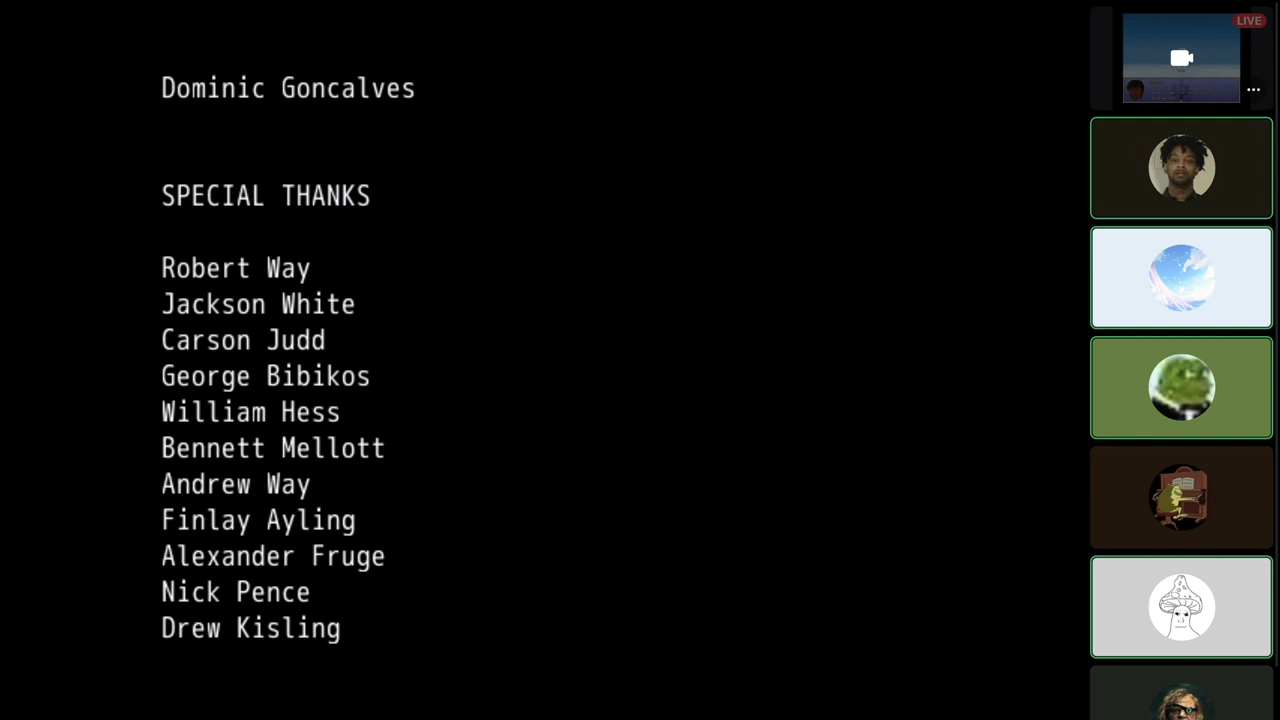 Dominic Goncalves
SPECIAL THANKS
Robert Way
Jackson White
Carson Judd
George Bibikos
William Hess
Bennett Mellott
Andrew Way
Finlay Ayling
Alexander Fruge
Nick Pence
Drew Kisling
LIVE